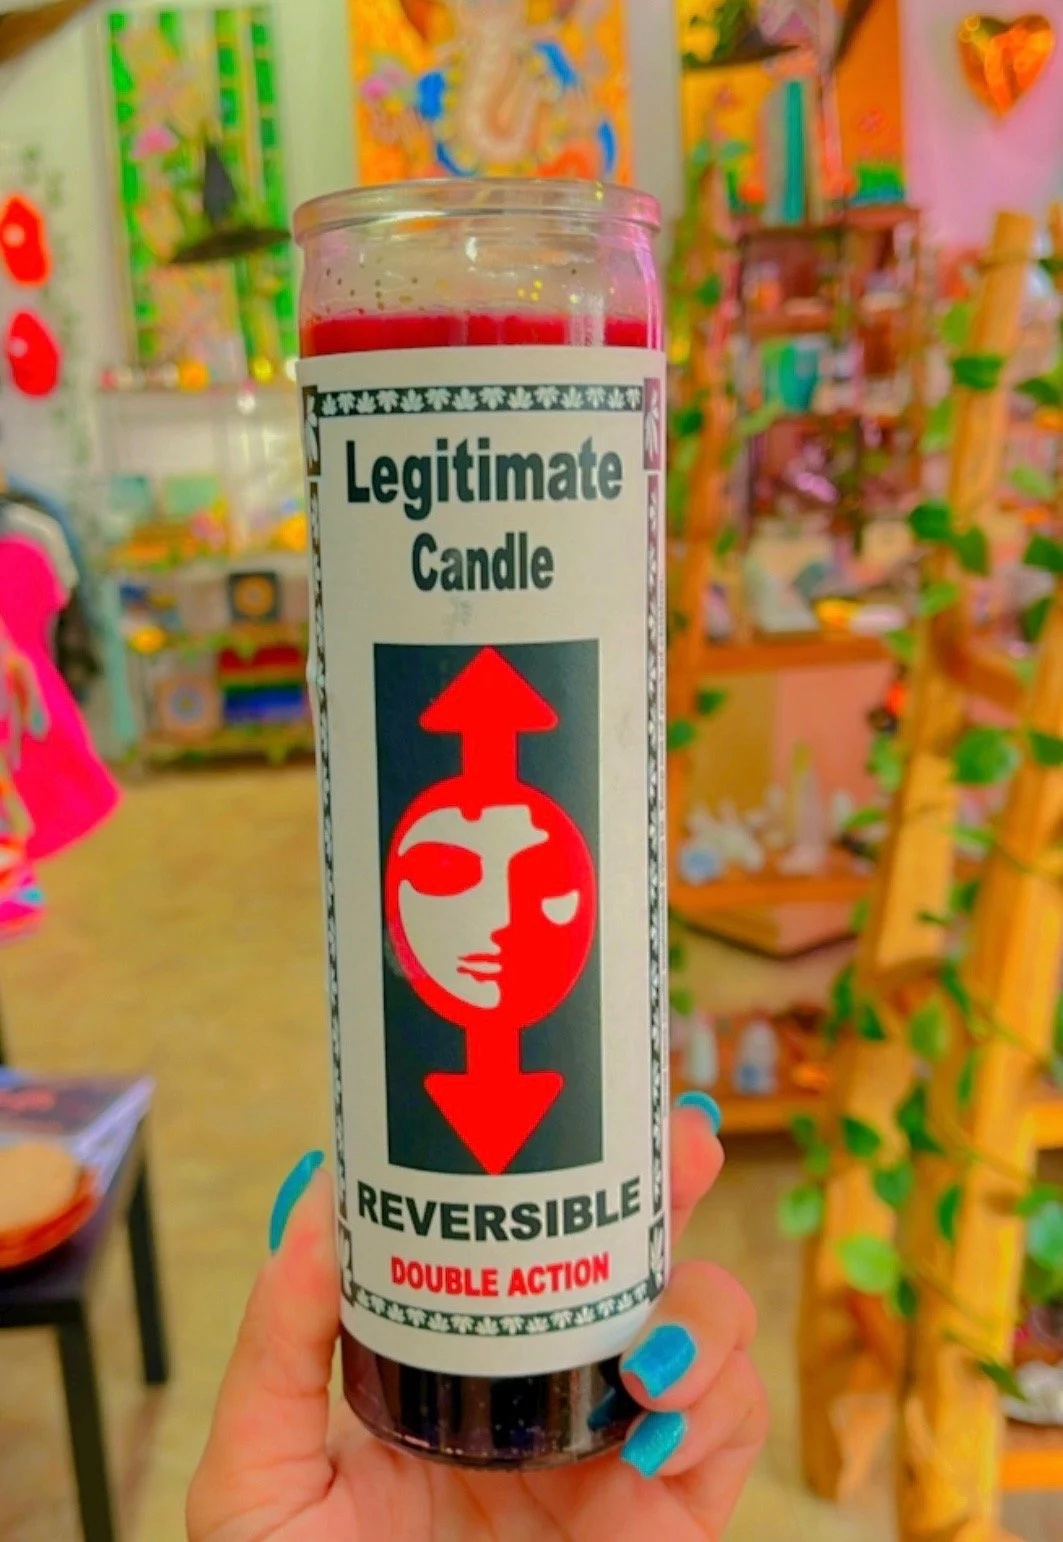 Legitimate
Candle
REVERSIBLE
DOUBLE ACTION